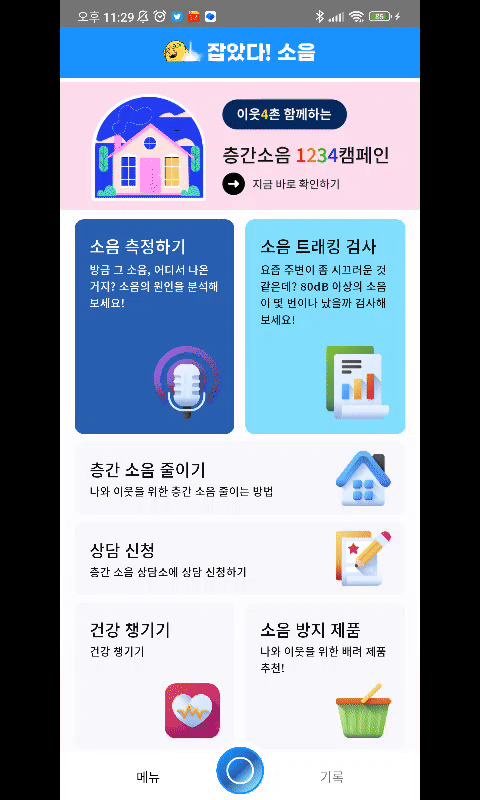 오후 11:29
85
잡았다! 소음
이웃4촌 함께하는
층간소음 1234캠페인
지금 바로 확인하기
소음 측정하기
방금 그 소음, 어디서 나온
거지? 소음의 원인을 분석해
보세요!
소음 트래킹 검사
요즘 주변이 좀 시끄러운 것
같은데? 80dB 이상의 소음
이 몇 번이나 났을까 검사해
보세요!
층간 소음 줄이기
나와 이웃을 위한 층간 소음 줄이는 방법
상담 신청
층간 소음 상담소에 상담 신청하기
건강 챙기기
건강 챙기기
소음 방지 제품
나와 이웃을 위한 배려 제품
추천!
메뉴
기록